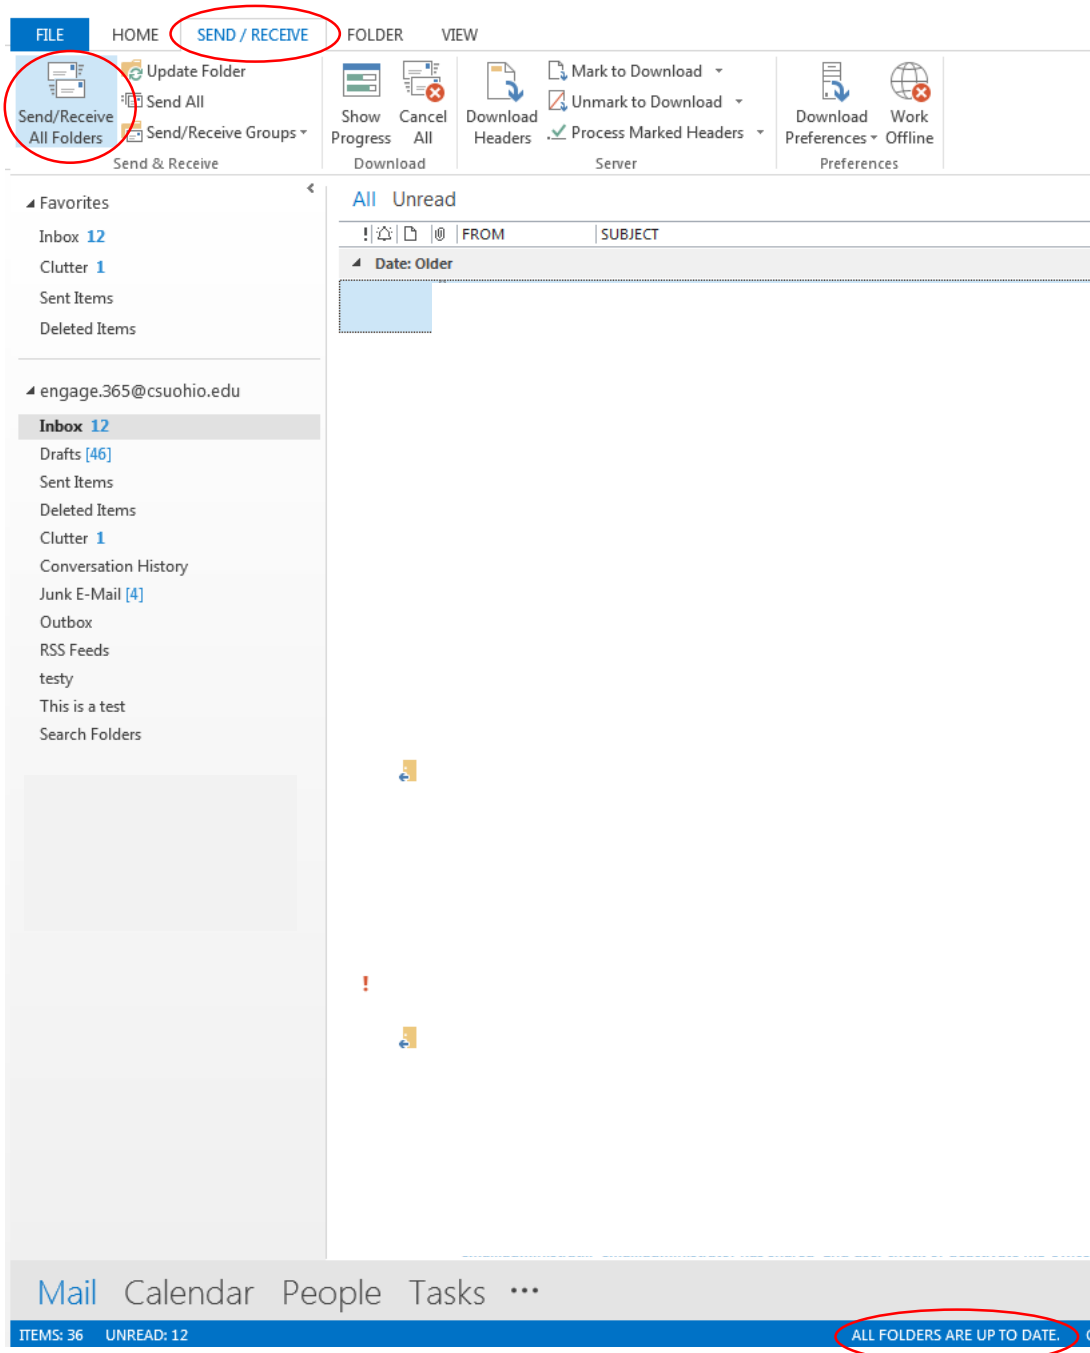 FILE HOME SEND / RECEIVE FOLDER VIEW
Send/Receive All Folders
Update Folder
Send All
Send/Receive Groups
Send & Receive
Show Progress
Cancel All
Download
Download Headers
Mark to Download
Unmark to Download
Process Marked Headers
Server
Download Preferences
Work Offline
Preferences
Favorites
Inbox 12
Clutter 1
Sent Items
Deleted Items
engage.365@csuohio.edu
Inbox 12
Drafts [46]
Sent Items
Deleted Items
Clutter 1
Conversation History
Junk E-Mail [4]
Outbox
RSS Feeds
testy
This is a test
Search Folders
All Unread
! FROM SUBJECT
Date: Older
!
Mail Calendar People Tasks ···
ITEMS: 36 UNREAD: 12 ALL FOLDERS ARE UP TO DATE.